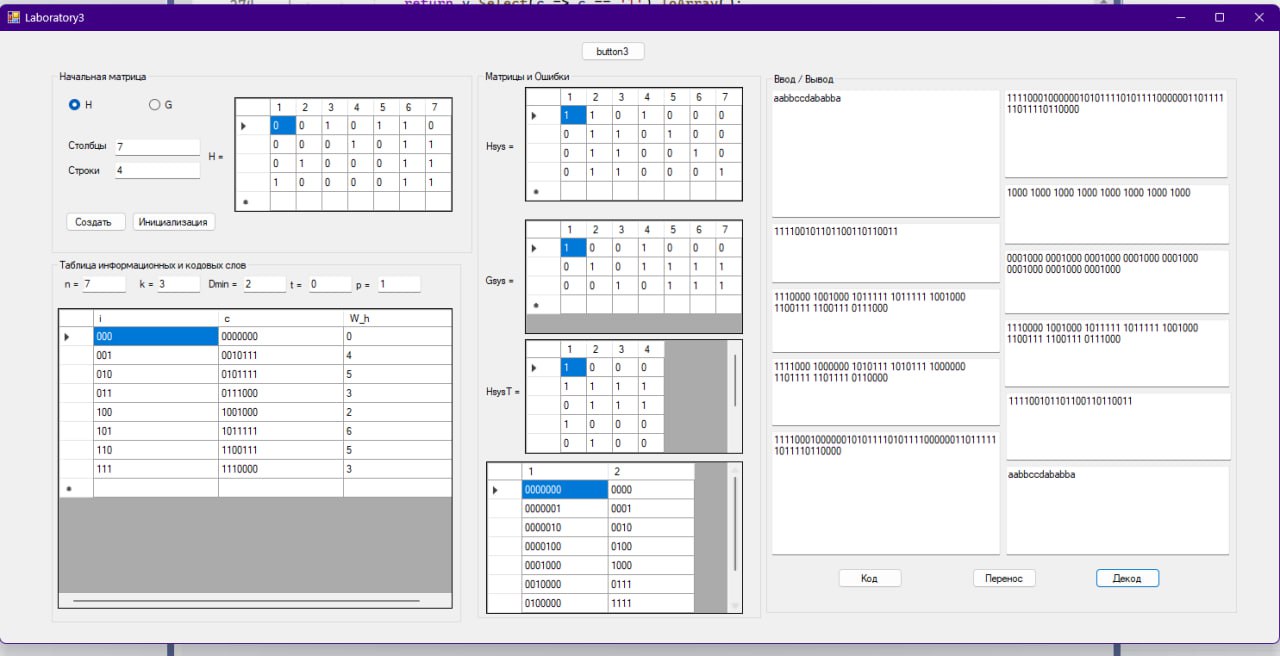 274 return v.Select(c => c == '1').ToArray();
Laboratory3
button3
Начальная матрица
H G
Столбцы 7
Строки 4
Создать Инициализация
H =
1 2 3 4 5 6 7
0 0 1 0 1 1 0
0 0 0 1 0 1 1
0 1 0 0 0 1 1
1 0 0 0 0 1 1
*
Таблица информационных и кодовых слов
n = 7 k = 3 Dmin = 2 t = 0 p = 1
i c W_h
000 0000000 0
001 0010111 4
010 0101111 5
011 0111000 3
100 1001000 2
101 1011111 6
110 1100111 5
111 1110000 3
*
Матрицы и Ошибки
Hsys =
1 2 3 4 5 6 7
1 1 0 1 0 0 0
0 1 1 0 1 0 0
0 1 1 0 0 1 0
0 1 1 0 0 0 1
*
Gsys =
1 2 3 4 5 6 7
1 0 0 1 0 0 0
0 1 0 1 1 1 1
0 0 1 0 1 1 1
*
HsysT =
1 2 3 4
1 0 0 0
1 1 1 1
0 1 1 1
1 0 0 0
0 1 0 0
1 2
0000000 0000
0000001 0001
0000010 0010
0000100 0100
0001000 1000
0010000 0111
0100000 1111
Ввод / Вывод
aabbccdababba
111100101101100110110011
1110000 1001000 1011111 1011111 1001000
1100111 1100111 0111000
1111000 1000000 1010111 1010111 1000000
1101111 1101111 0110000
111100010000001010111101011110000001101111
1011110110000
11110001000000101011110101111000000110111
11011110110000
1000 1000 1000 1000 1000 1000 1000 1000
0001000 0001000 0001000 0001000 0001000
0001000 0001000 0001000
1110000 1001000 1011111 1011111 1001000
1100111 1100111 0111000
111100101101100110110011
aabbccdababba
Код Перенос Декод